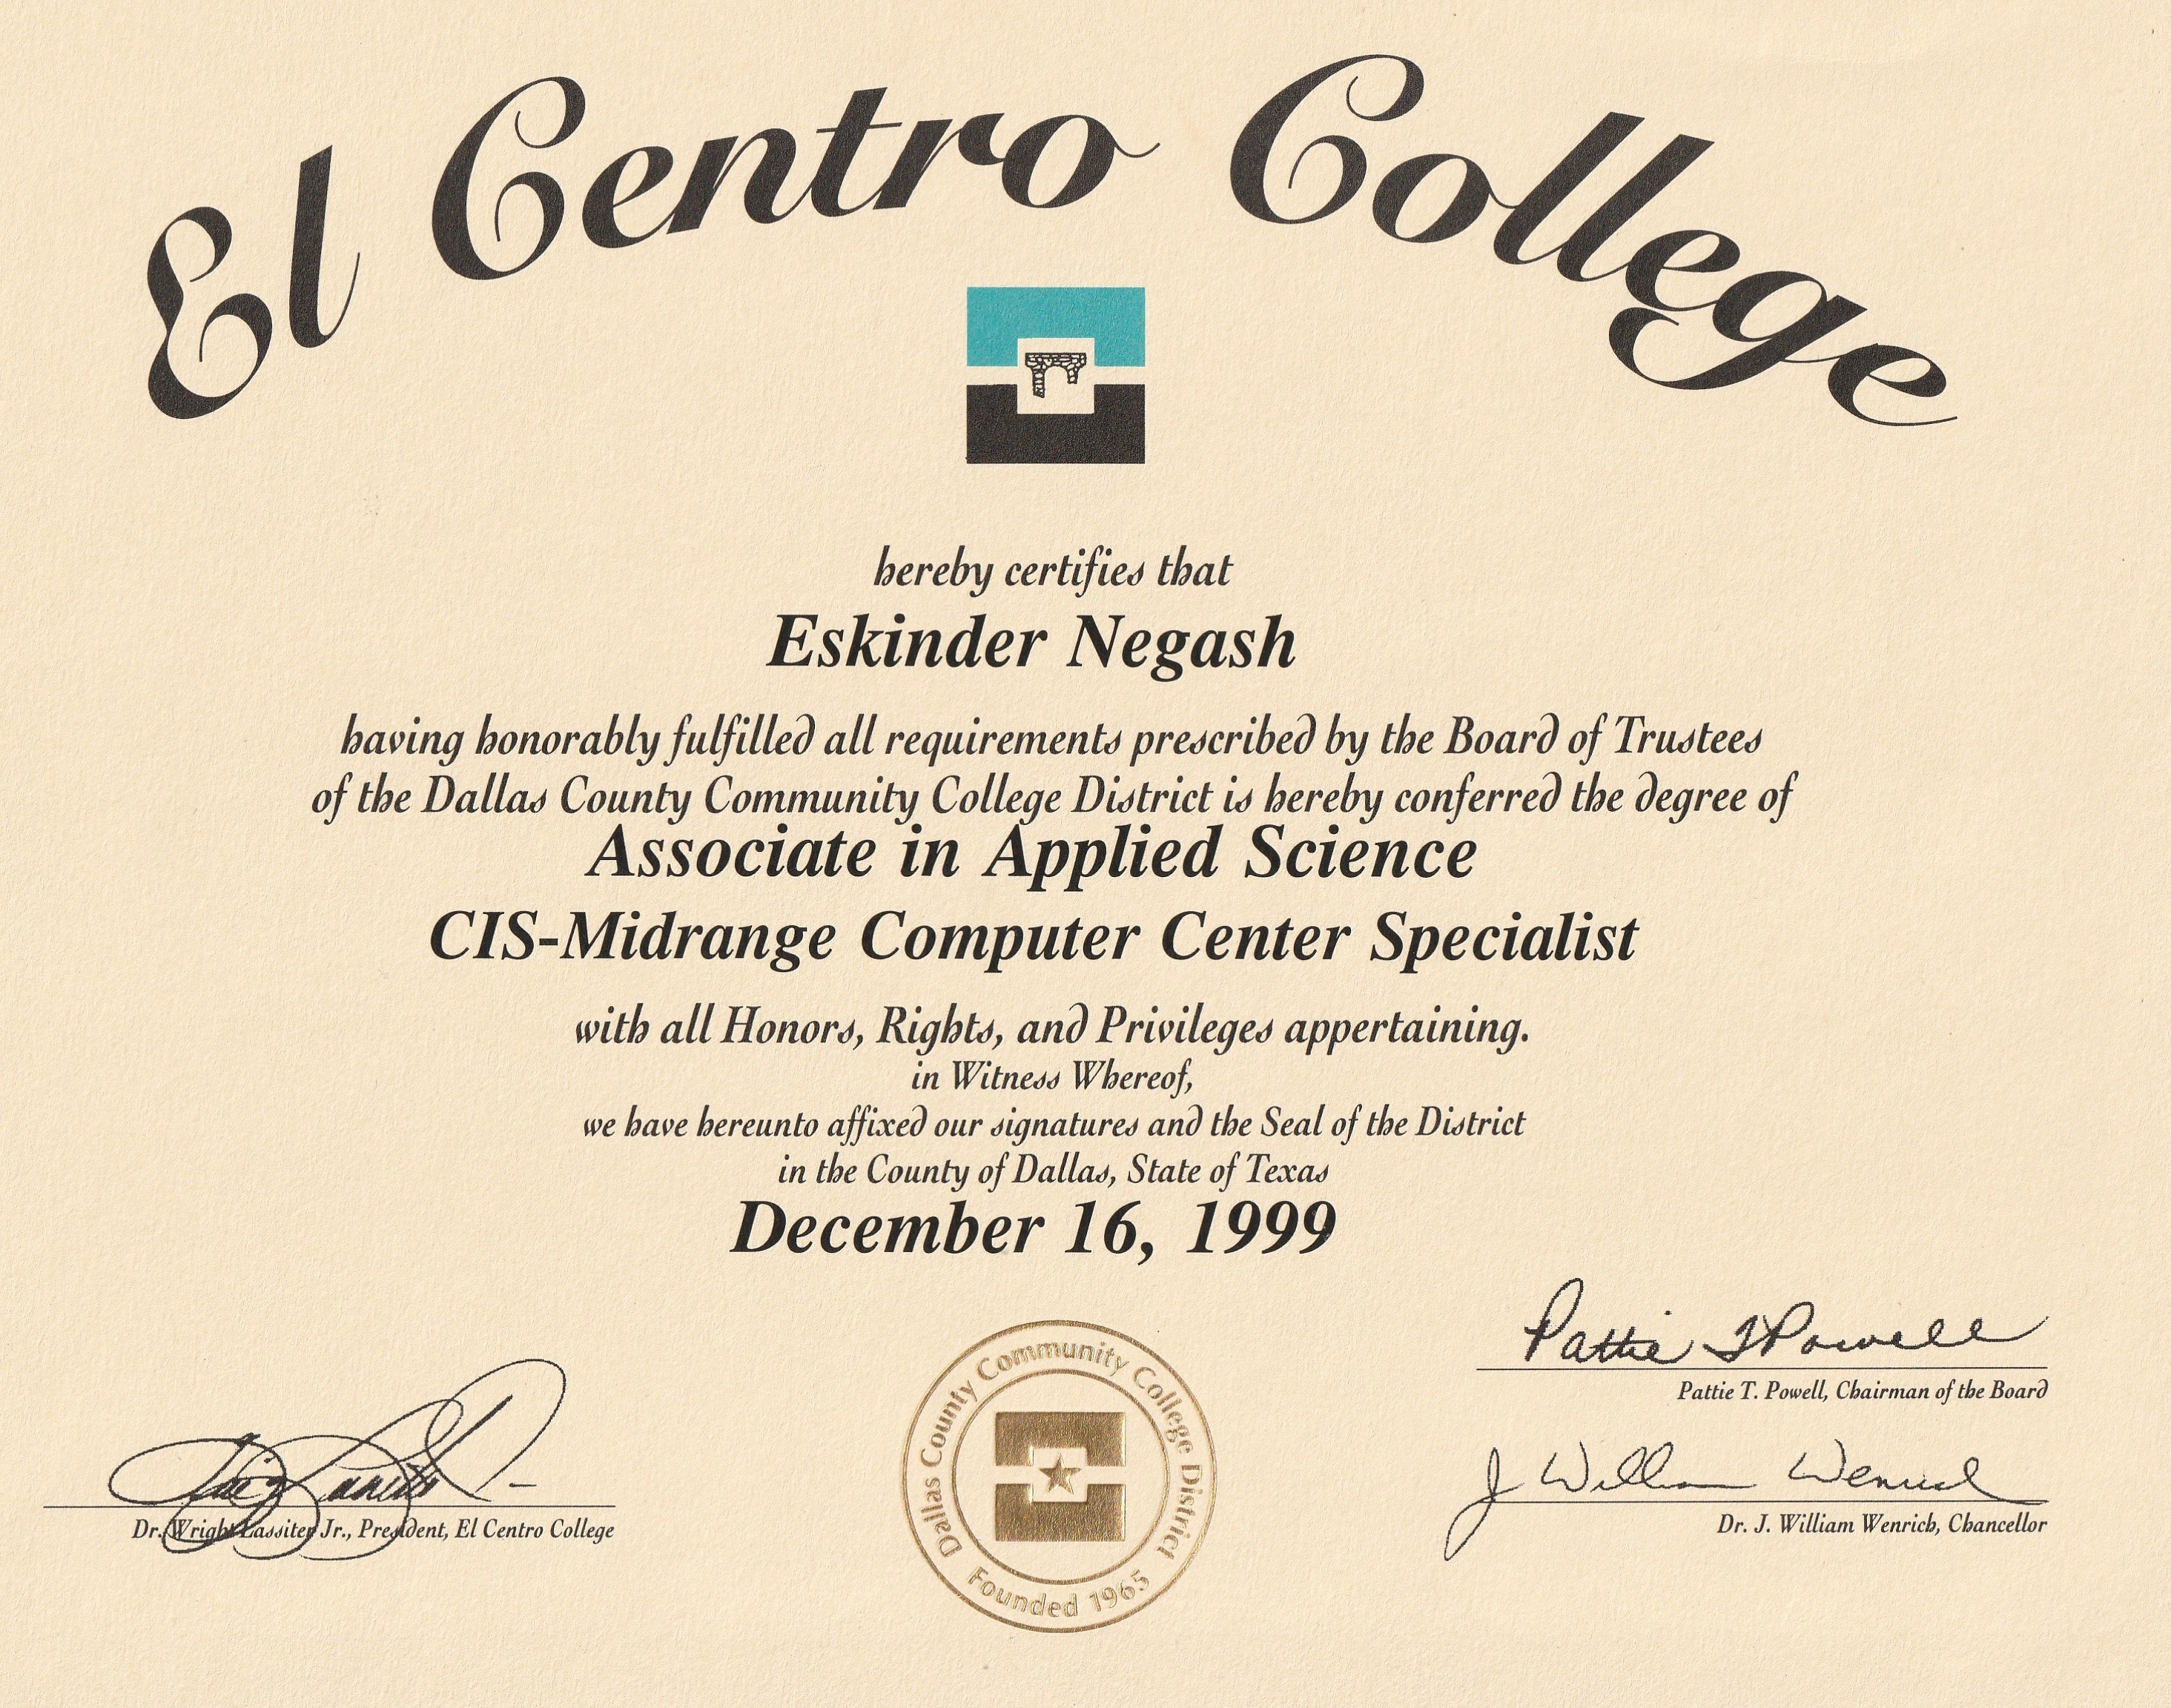 El Centro College
hereby certifies that
Eskinder Negash
having honorably fulfilled all requirements prescribed by the Board of Trustees
of the Dallas County Community College District is hereby conferred the degree of
Associate in Applied Science
CIS-Midrange Computer Center Specialist
with all Honors, Rights, and Privileges appertaining.
in Witness Whereof,
we have hereunto affixed our signatures and the Seal of the District
in the County of Dallas, State of Texas
December 16, 1999
Pattie T Powell
Pattie T. Powell, Chairman of the Board
J William Wenrich
Dr. J. William Wenrich, Chancellor
Dr. Wright Lassiter Jr., President, El Centro College
Dallas County Community College District
Founded 1965